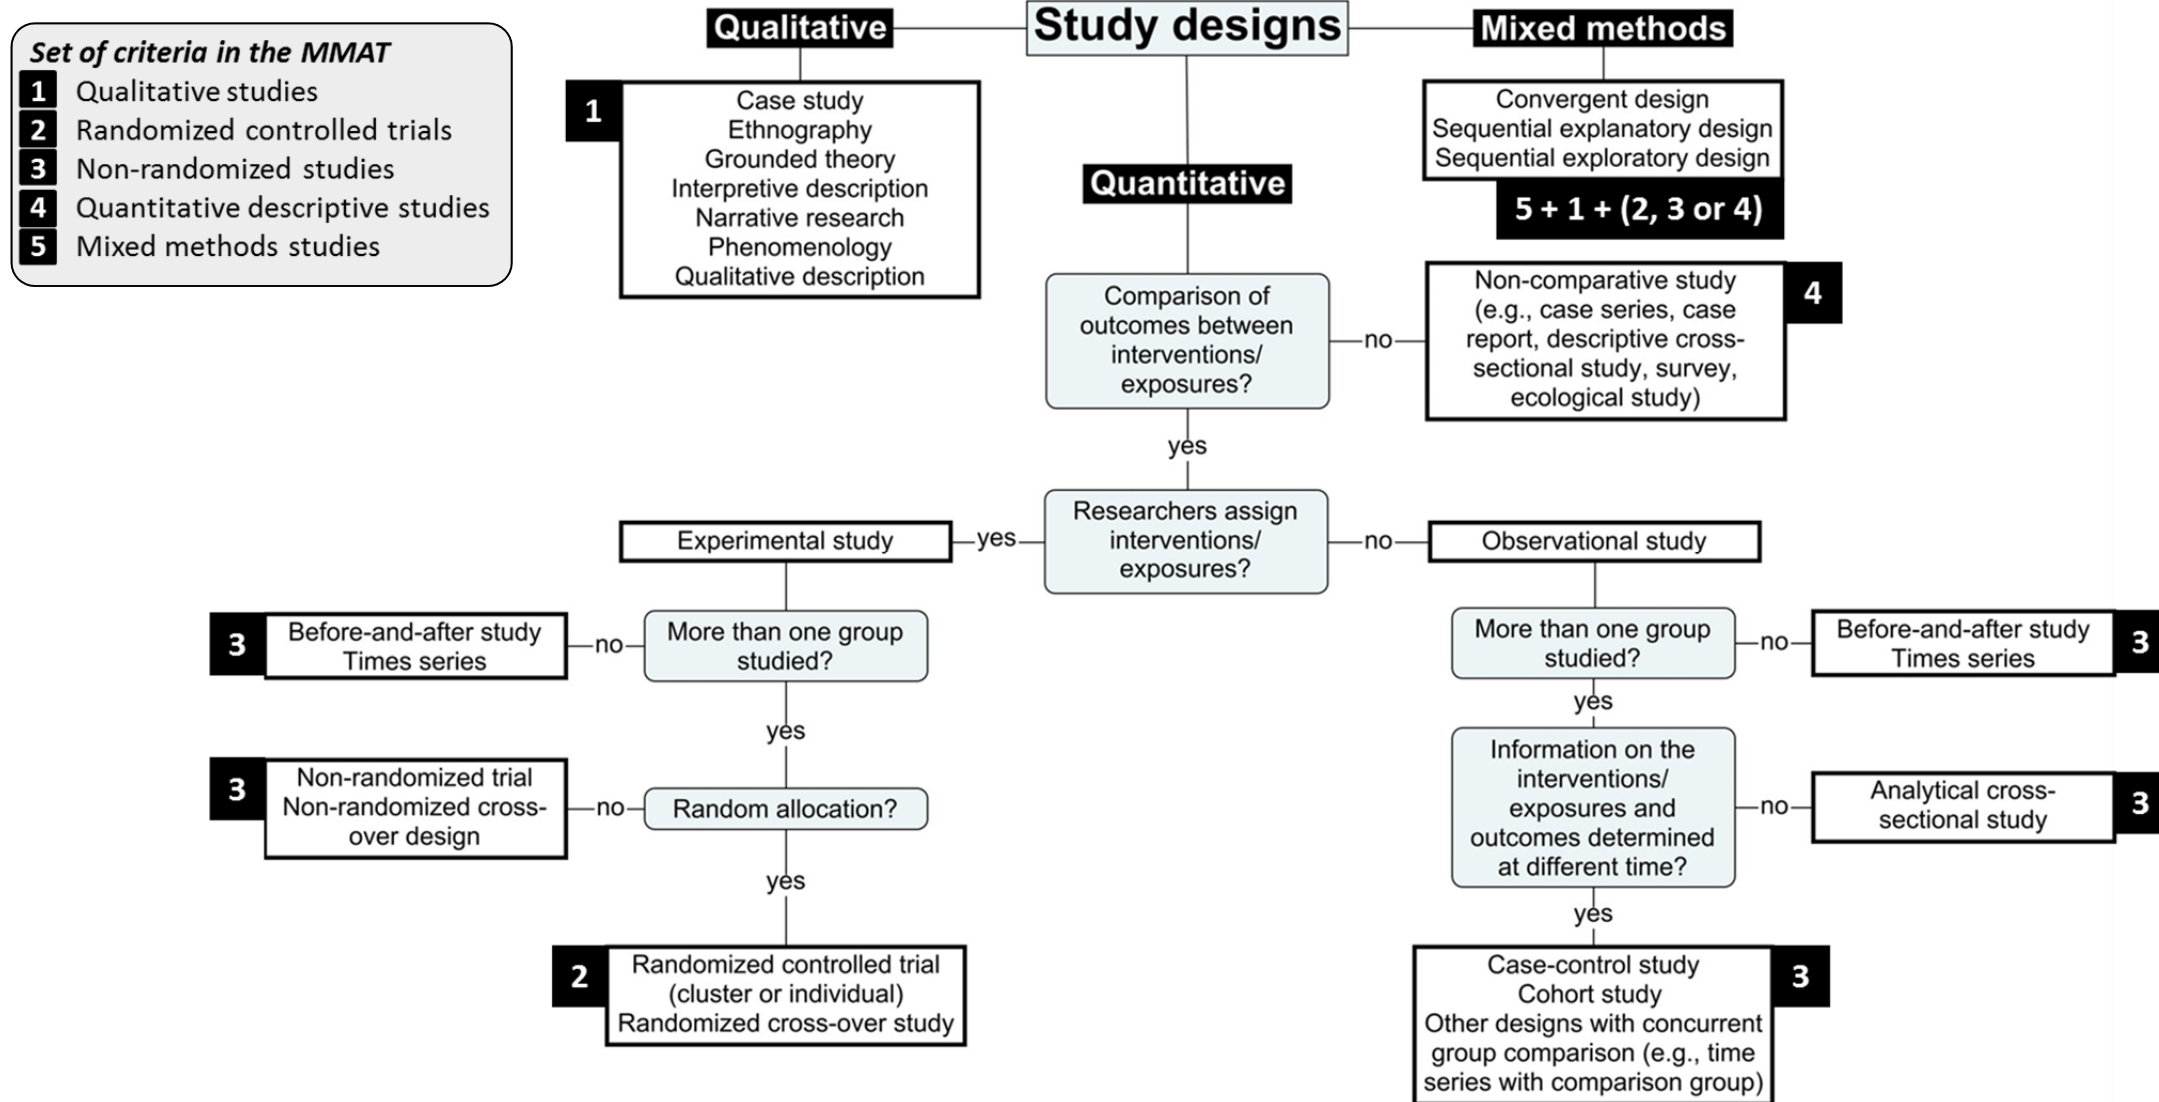 Set of criteria in the MMAT
1 Qualitative studies
2 Randomized controlled trials
3 Non-randomized studies
4 Quantitative descriptive studies
5 Mixed methods studies
Study designs
Qualitative
1
Case study
Ethnography
Grounded theory
Interpretive description
Narrative research
Phenomenology
Qualitative description
Mixed methods
Convergent design
Sequential explanatory design
Sequential exploratory design
5 + 1 + (2, 3 or 4)
Quantitative
Comparison of
outcomes between
interventions/
exposures?
no
Non-comparative study
(e.g., case series, case
report, descriptive cross-
sectional study, survey,
ecological study)
4
yes
Researchers assign
interventions/
exposures?
yes
Experimental study
no
Observational study
More than one group
studied?
no
Before-and-after study
Times series
3
yes
Random allocation?
no
Non-randomized trial
Non-randomized cross-
over design
3
yes
2
Randomized controlled trial
(cluster or individual)
Randomized cross-over study
More than one group
studied?
no
Before-and-after study
Times series
3
yes
Information on the
interventions/
exposures and
outcomes determined
at different time?
no
Analytical cross-
sectional study
3
yes
Case-control study
Cohort study
Other designs with concurrent
group comparison (e.g., time
series with comparison group)
3